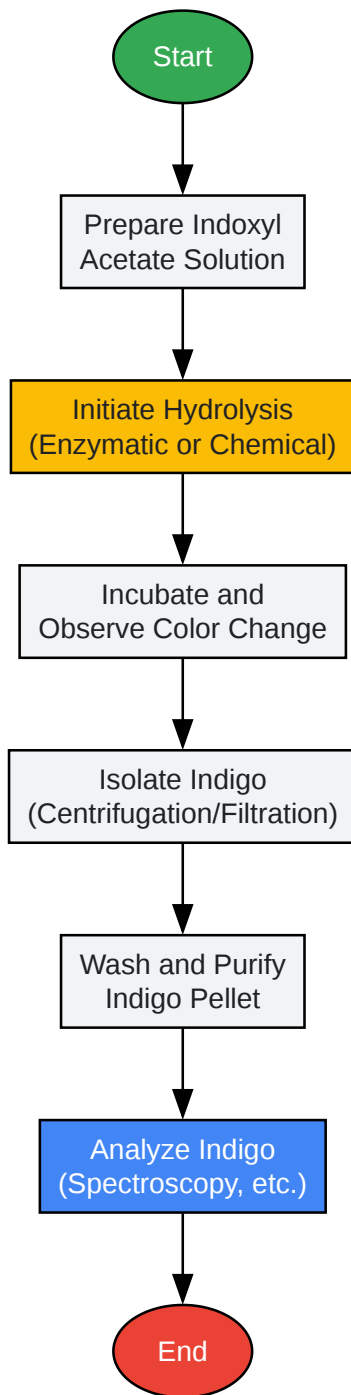 Start
Prepare Indoxyl
Acetate Solution
Initiate Hydrolysis
(Enzymatic or Chemical)
Incubate and
Observe Color Change
Isolate Indigo
(Centrifugation/Filtration)
Wash and Purify
Indigo Pellet
Analyze Indigo
(Spectroscopy, etc.)
End